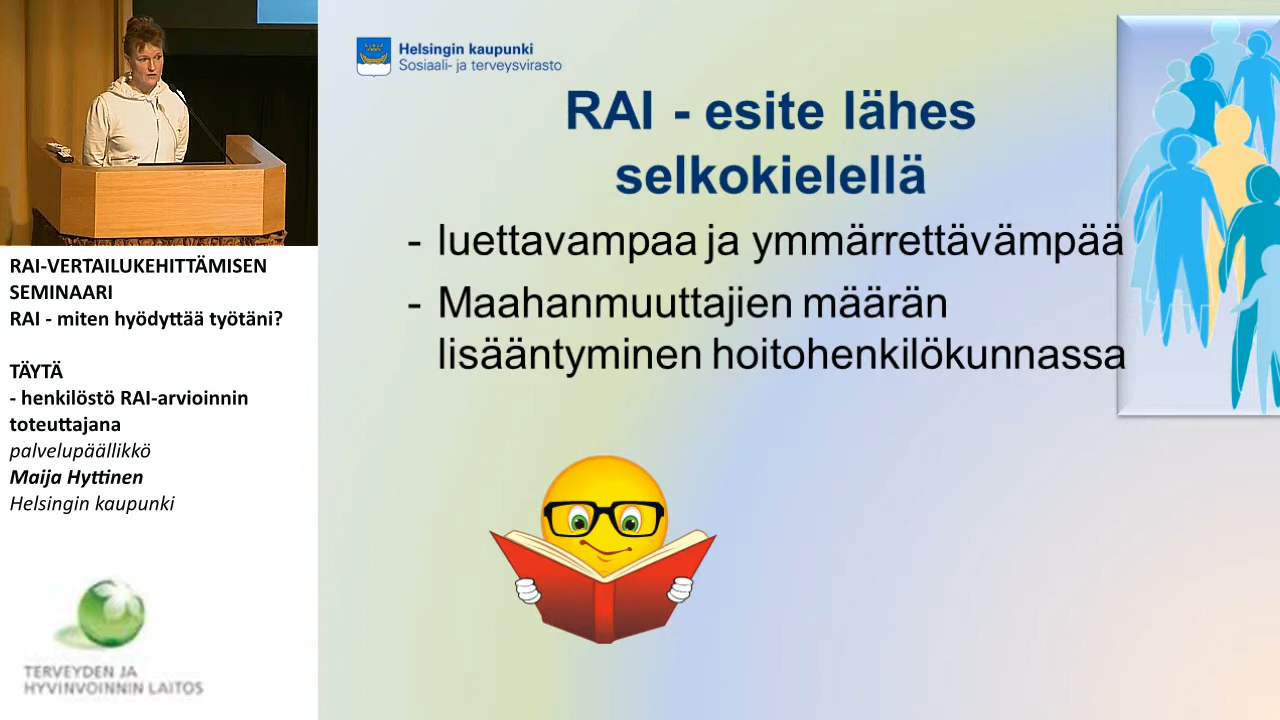 RAI-VERTAILUKEHITTÄMISEN
SEMINAARI
RAI - miten hyödyttää työtäni?
TÄYTÄ
- henkilöstö RAI-arvioinnin
toteuttajana
palvelupäällikkö
Maija Hyttinen
Helsingin kaupunki
TERVEYDEN JA
HYVINVOINNIN LAITOS
Helsingin kaupunki
Sosiaali- ja terveysvirasto
RAI - esite lähes
selkokielellä
- luettavampaa ja ymmärrettävämpää
- Maahanmuuttajien määrän
lisääntyminen hoitohenkilökunnassa